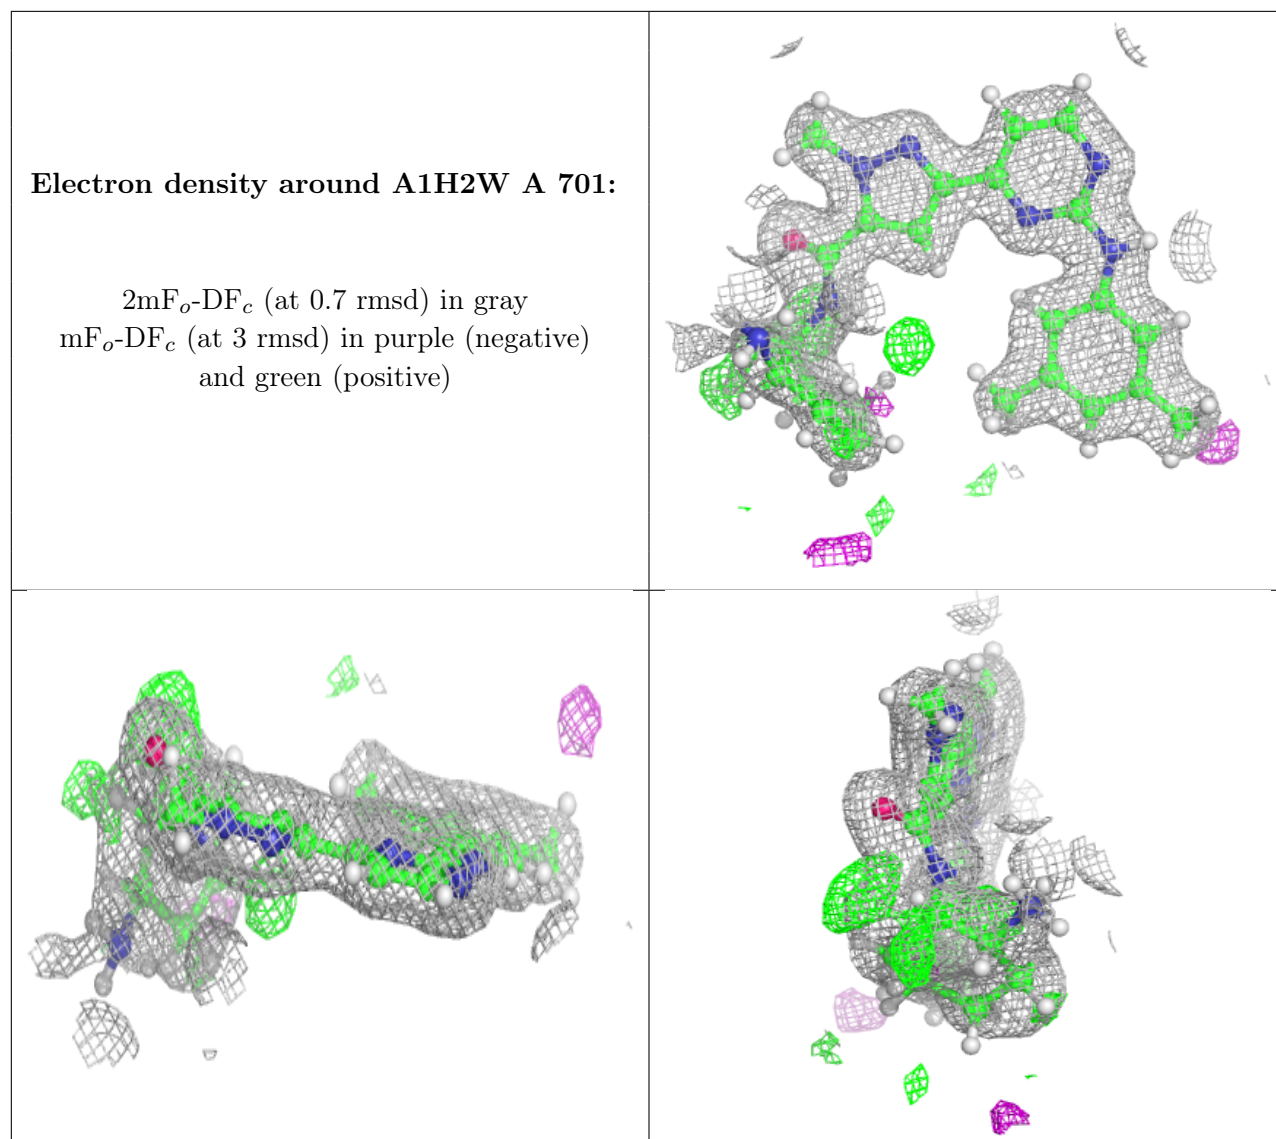 Electron density around A1H2W A 701:
2mFo-DFc (at 0.7 rmsd) in gray
mFo-DFc (at 3 rmsd) in purple (negative)
and green (positive)